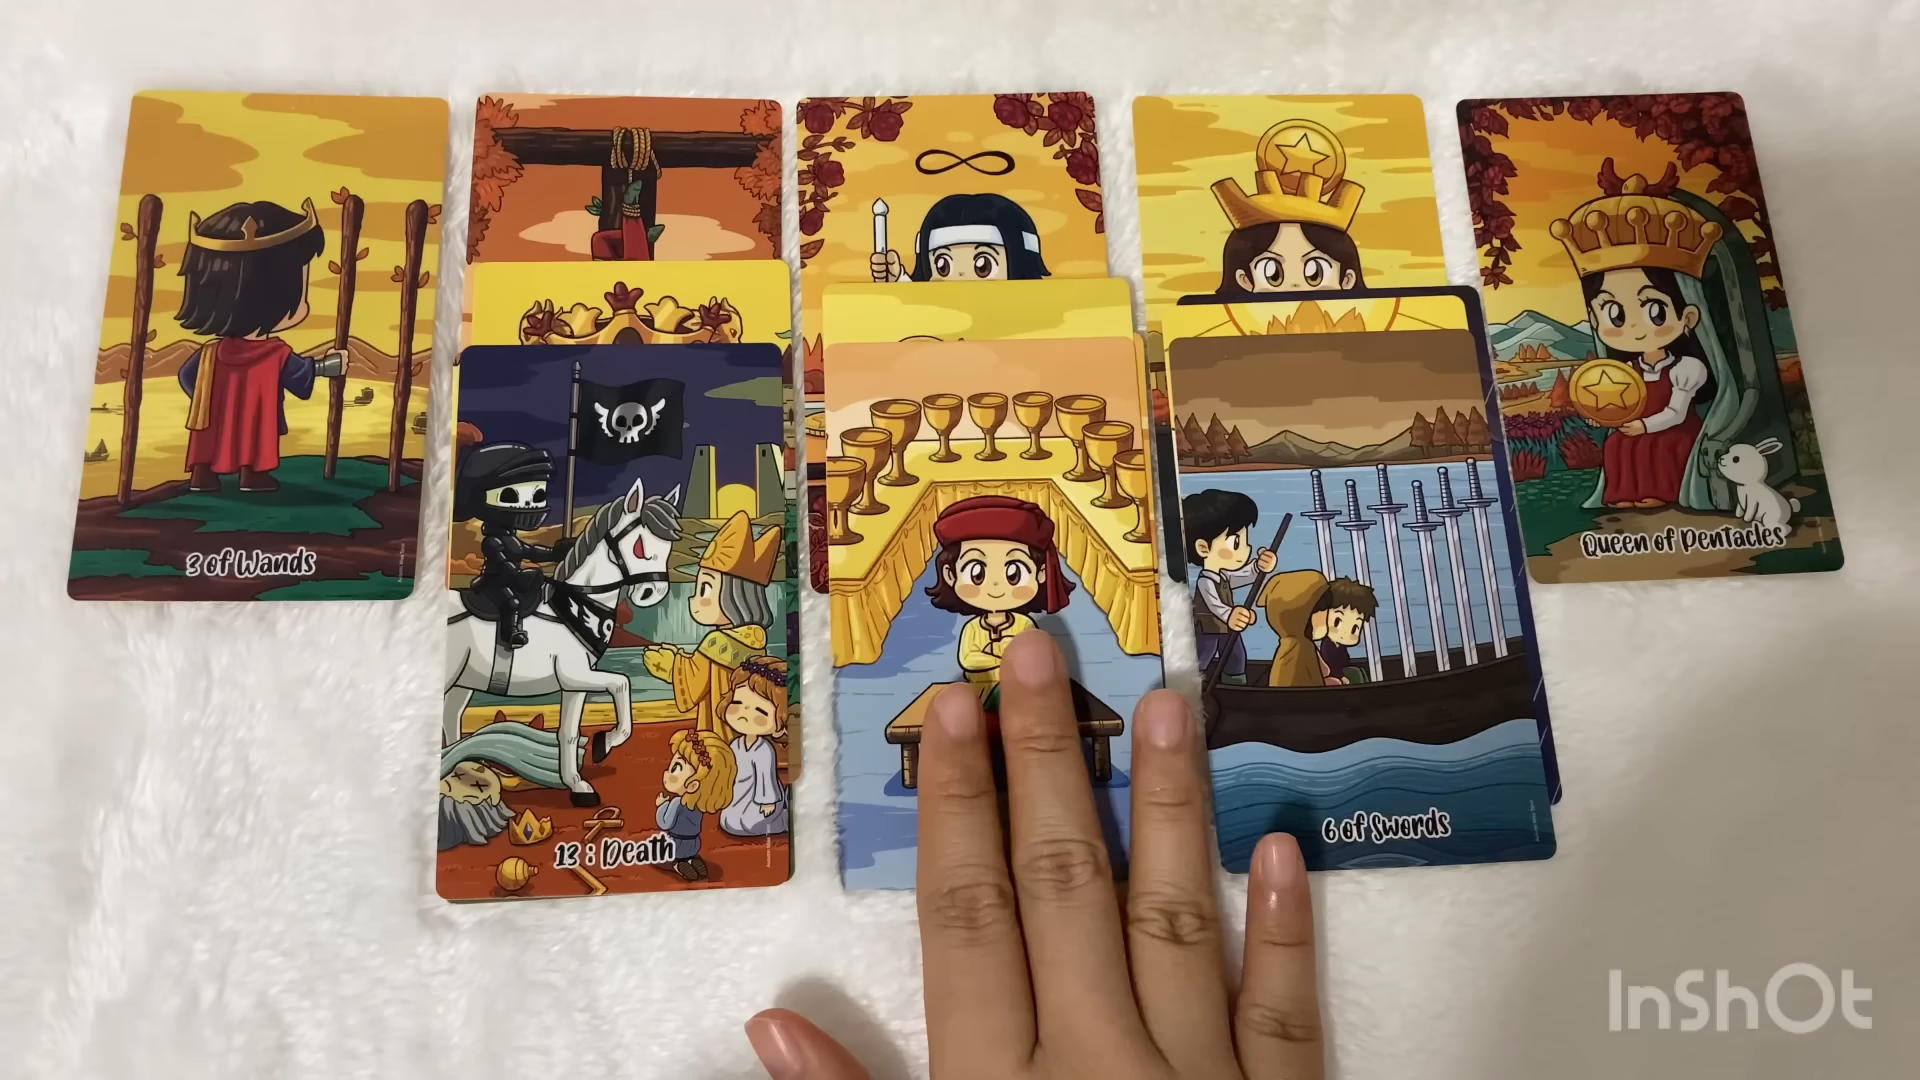 3 of Wands
Queen of Pentacles
13 : Death
6 of Swords
InShOt